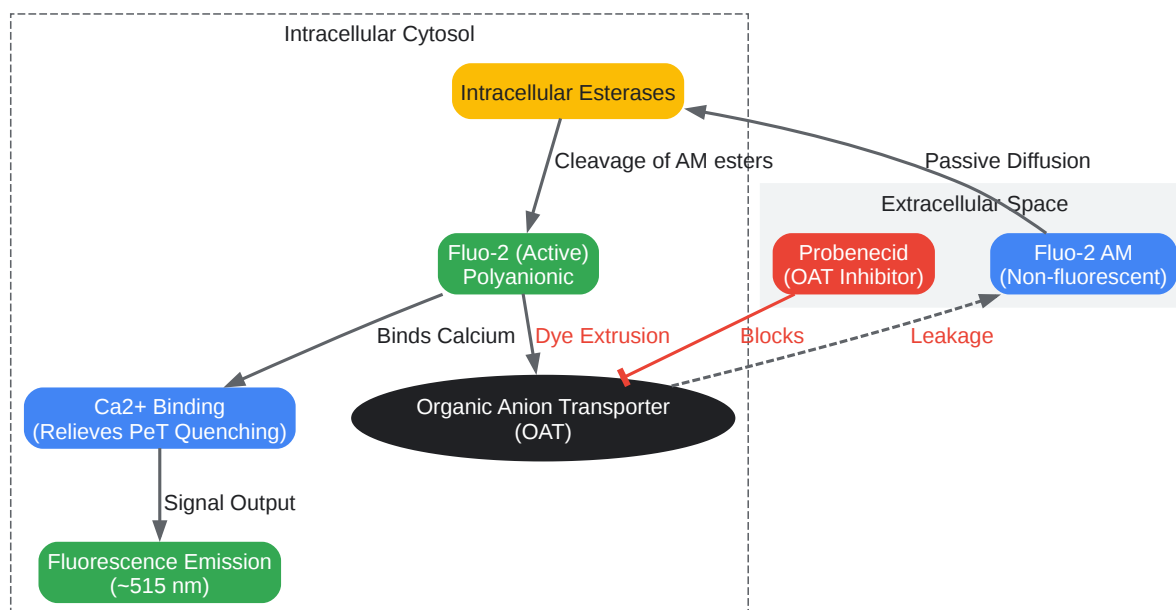 Intracellular Cytosol
Intracellular Esterases
Cleavage of AM esters
Passive Diffusion
Extracellular Space
Fluo-2 (Active)
Polyanionic
Probenecid
(OAT Inhibitor)
Fluo-2 AM
(Non-fluorescent)
Binds Calcium
Dye Extrusion
Blocks
Leakage
Ca2+ Binding
(Relieves PeT Quenching)
Organic Anion Transporter
(OAT)
Signal Output
Fluorescence Emission
(~515 nm)